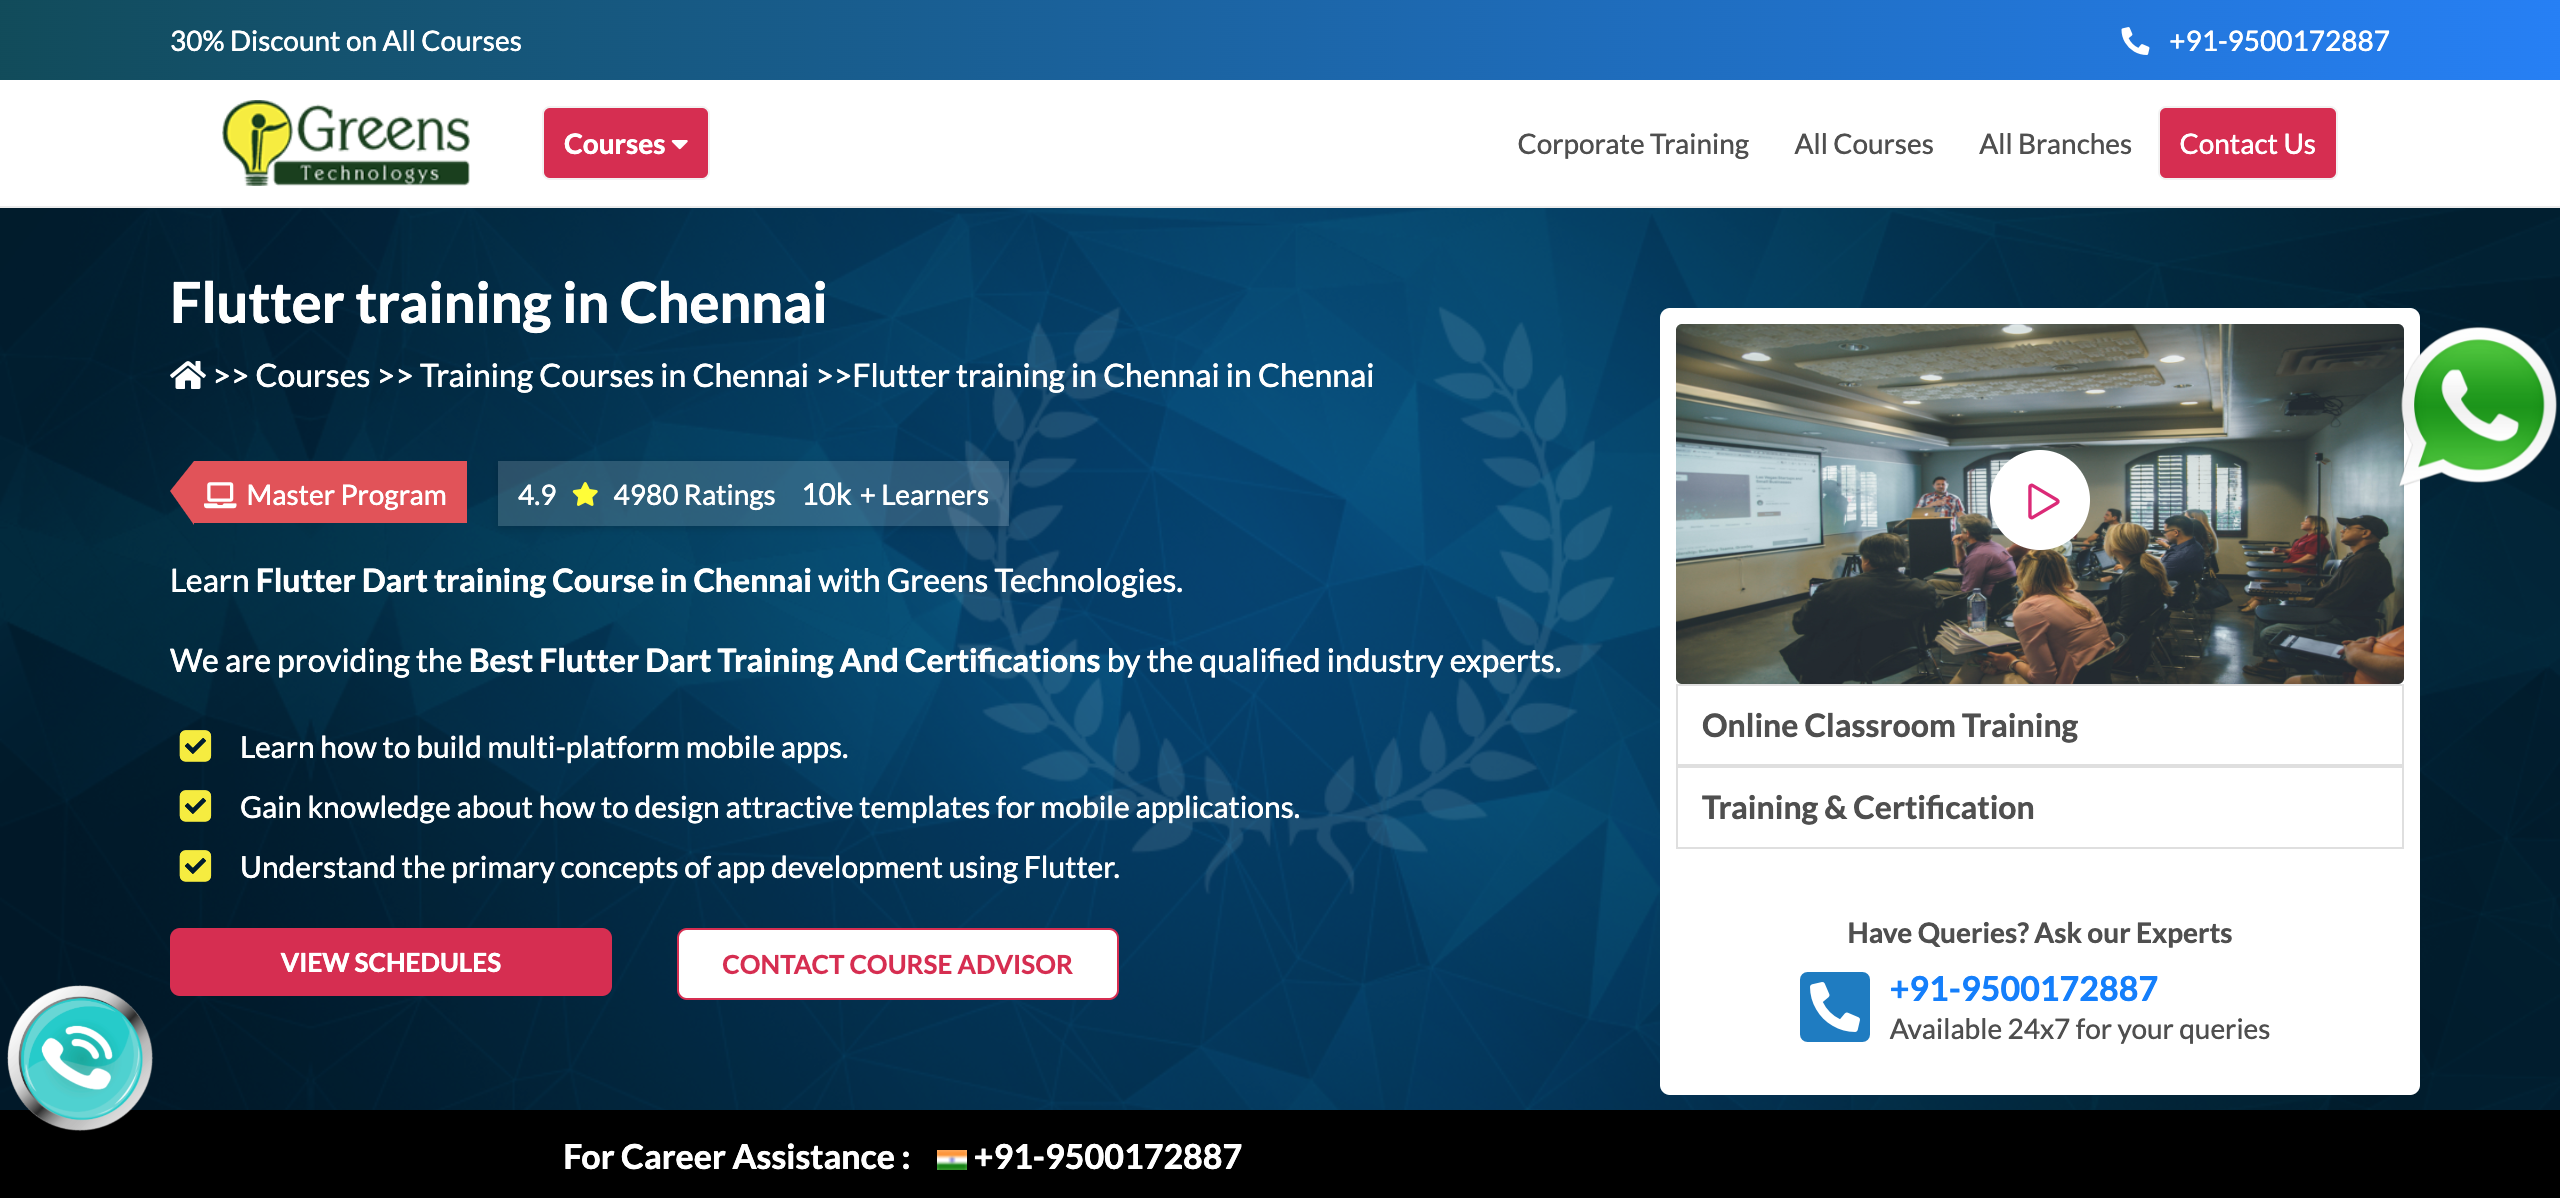 30% Discount on All Courses
+91-9500172887
Greens
Technologys
Courses
Corporate Training
All Courses
All Branches
Contact Us
Flutter training in Chennai
>> Courses >> Training Courses in Chennai >>Flutter training in Chennai in Chennai
Master Program
4.9 4980 Ratings 10k + Learners
Learn Flutter Dart training Course in Chennai with Greens Technologies.
We are providing the Best Flutter Dart Training And Certifications by the qualified industry experts.
Learn how to build multi-platform mobile apps.
Gain knowledge about how to design attractive templates for mobile applications.
Understand the primary concepts of app development using Flutter.
VIEW SCHEDULES
CONTACT COURSE ADVISOR
Online Classroom Training
Training & Certification
Have Queries? Ask our Experts
+91-9500172887
Available 24x7 for your queries
For Career Assistance : +91-9500172887